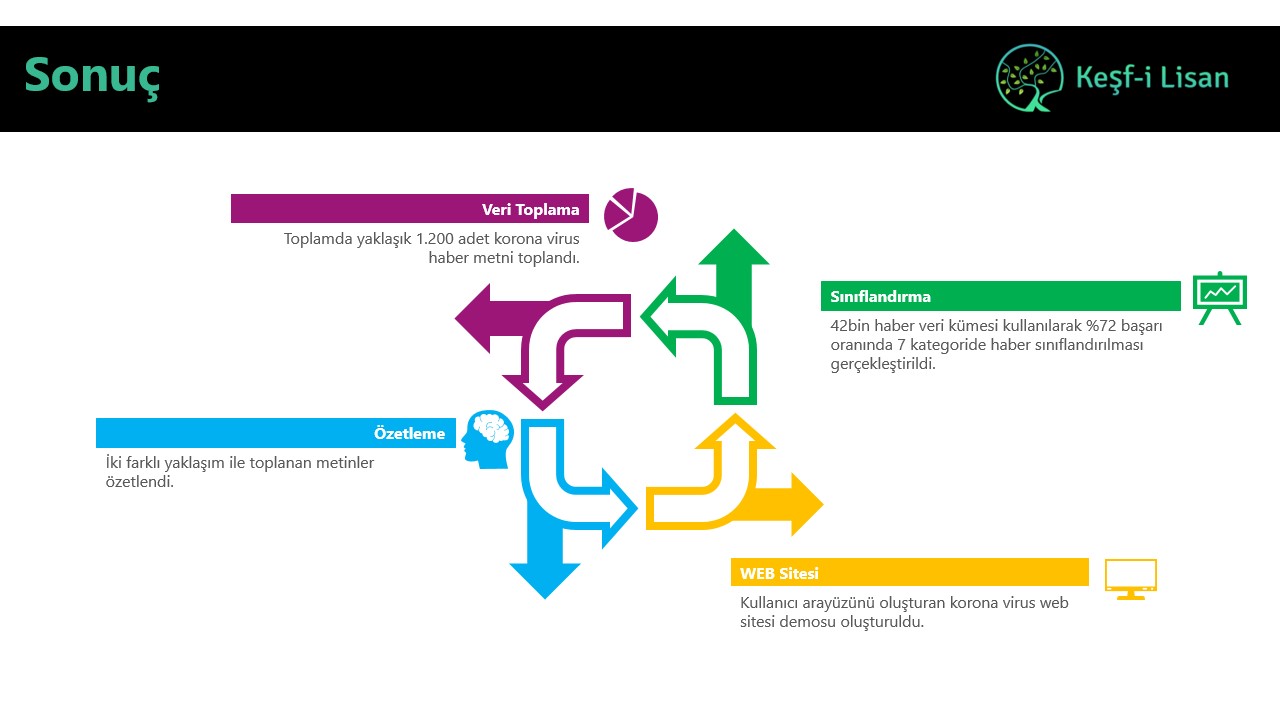 Sonuç
Keşf-i Lisan
Veri Toplama
Toplamda yaklaşık 1.200 adet korona virus
haber metni toplandı.
Sınıflandırma
42bin haber veri kümesi kullanılarak %72 başarı
oranında 7 kategoride haber sınıflandırılması
gerçekleştirildi.
Özetleme
İki farklı yaklaşım ile toplanan metinler
özetlendi.
WEB Sitesi
Kullanıcı arayüzünü oluşturan korona virus web
sitesi demosu oluşturuldu.